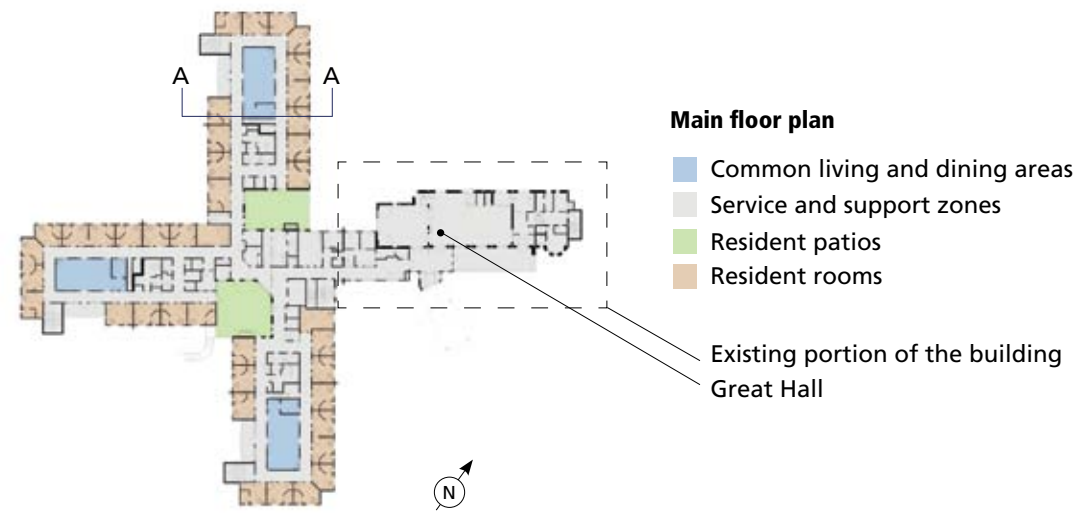 A A
Main floor plan
Common living and dining areas
Service and support zones
Resident patios
Resident rooms
Existing portion of the building
Great Hall
N